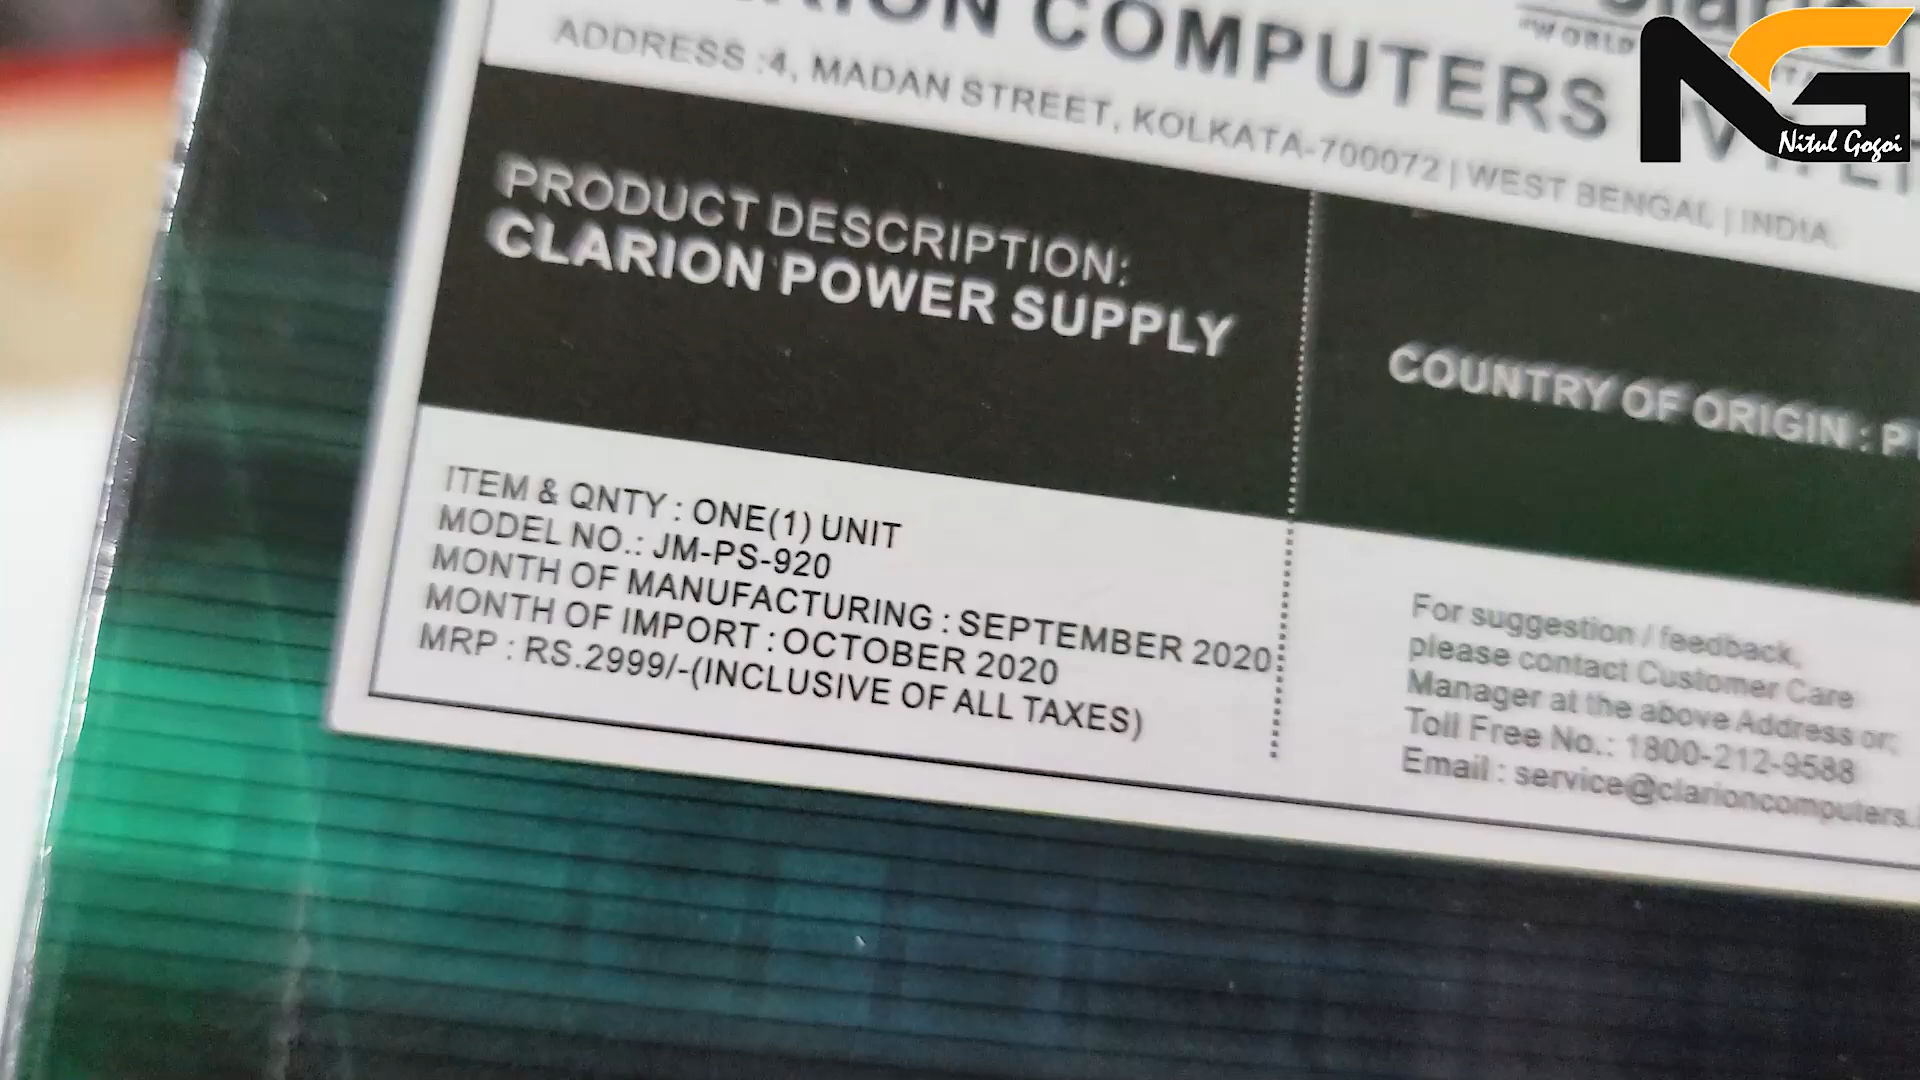 COMPUTERS
ADDRESS :4, MADAN STREET, KOLKATA-700072 | WEST BENGAL | INDIA.
NG
Nitul Gogoi
PRODUCT DESCRIPTION:
CLARION POWER SUPPLY
COUNTRY OF ORIGIN :
ITEM & QNTY : ONE(1) UNIT
MODEL NO.: JM-PS-920
MONTH OF MANUFACTURING : SEPTEMBER 2020
MONTH OF IMPORT : OCTOBER 2020
MRP : RS.2999/-(INCLUSIVE OF ALL TAXES)
For suggestion / feedback,
please contact Customer Care
Manager at the above Address or;
Toll Free No.: 1800-212-9588
Email : service@clarioncomputers.